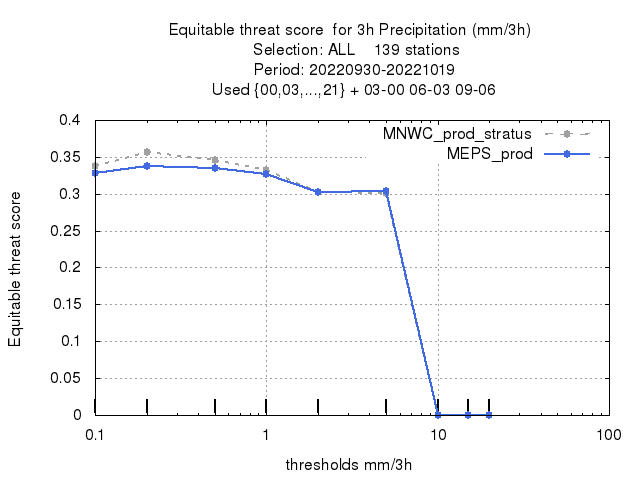 Equitable threat score  for 3h Precipitation (mm/3h)
Selection: ALL    139 stations
Period: 20220930-20221019
Used {00,03,...,21} + 03-00 06-03 09-06
MNWC_prod_stratus
MEPS_prod
Equitable threat score
0.4
0.35
0.3
0.25
0.2
0.15
0.1
0.05
0
0.1 1 10 100
thresholds mm/3h